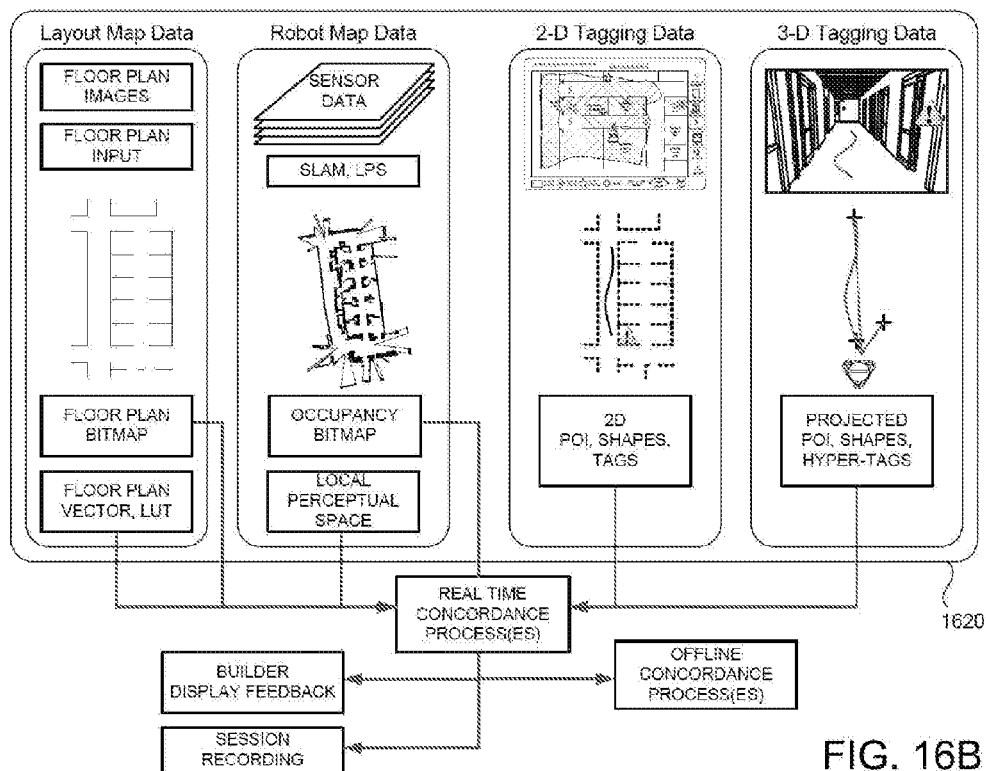 Layout Map Data
FLOOR PLAN
IMAGES
FLOOR PLAN
INPUT
FLOOR PLAN
BITMAP
FLOOR PLAN
VECTOR, LUT
Robot Map Data
SENSOR
DATA
SLAM, LPS
OCCUPANCY
BITMAP
LOCAL
PERCEPTUAL
SPACE
2-D Tagging Data
2D
POI, SHAPES,
TAGS
3-D Tagging Data
PROJECTED
POI, SHAPES,
HYPER-TAGS
1620
REAL TIME
CONCORDANCE
PROCESS(ES)
BUILDER
DISPLAY FEEDBACK
OFFLINE
CONCORDANCE
PROCESS(ES)
SESSION
RECORDING
FIG. 16B